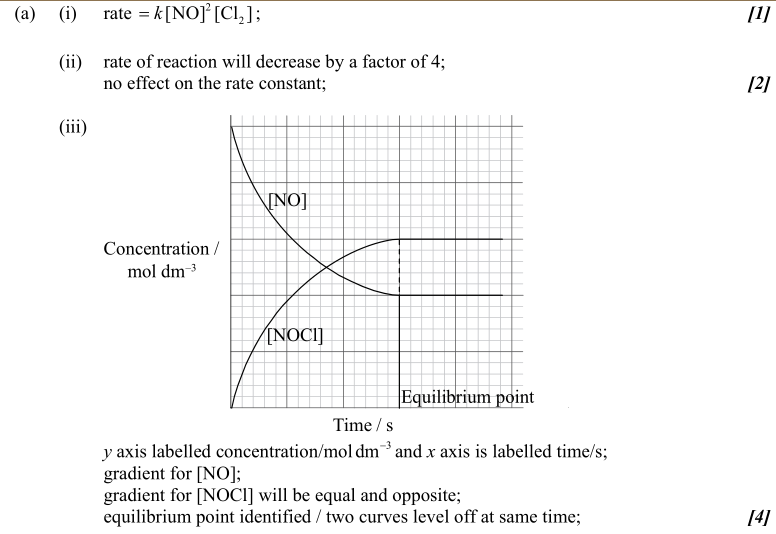 (a) (i) rate = k[NO]²[Cl₂]; [1]
(ii) rate of reaction will decrease by a factor of 4;
no effect on the rate constant; [2]
(iii)
[NO]
Concentration /
mol dm⁻³
[NOCl]
Equilibrium point
Time / s
y axis labelled concentration/mol dm⁻³ and x axis is labelled time/s;
gradient for [NO];
gradient for [NOCl] will be equal and opposite;
equilibrium point identified / two curves level off at same time; [4]